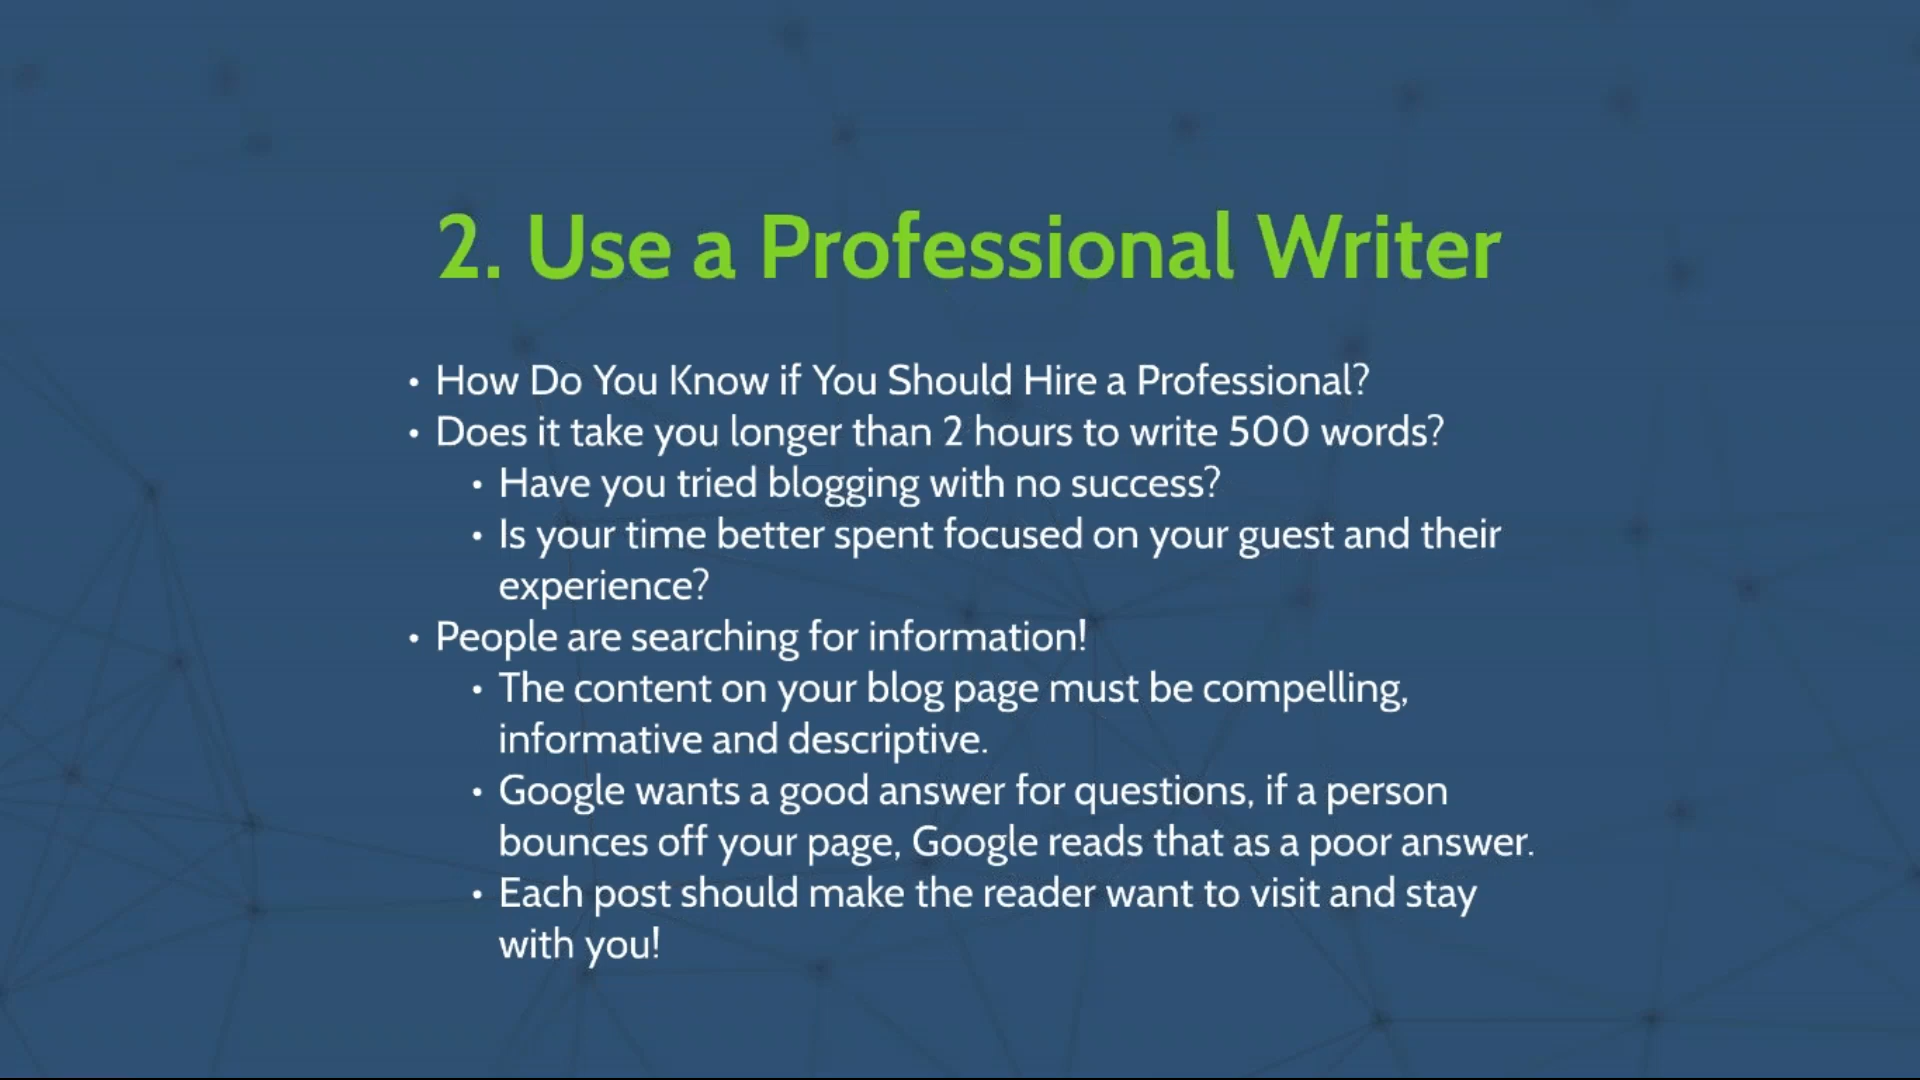 2. Use a Professional Writer
• How Do You Know if You Should Hire a Professional?
• Does it take you longer than 2 hours to write 500 words?
• Have you tried blogging with no success?
• Is your time better spent focused on your guest and their
experience?
• People are searching for information!
• The content on your blog page must be compelling,
informative and descriptive.
• Google wants a good answer for questions, if a person
bounces off your page, Google reads that as a poor answer.
• Each post should make the reader want to visit and stay
with you!